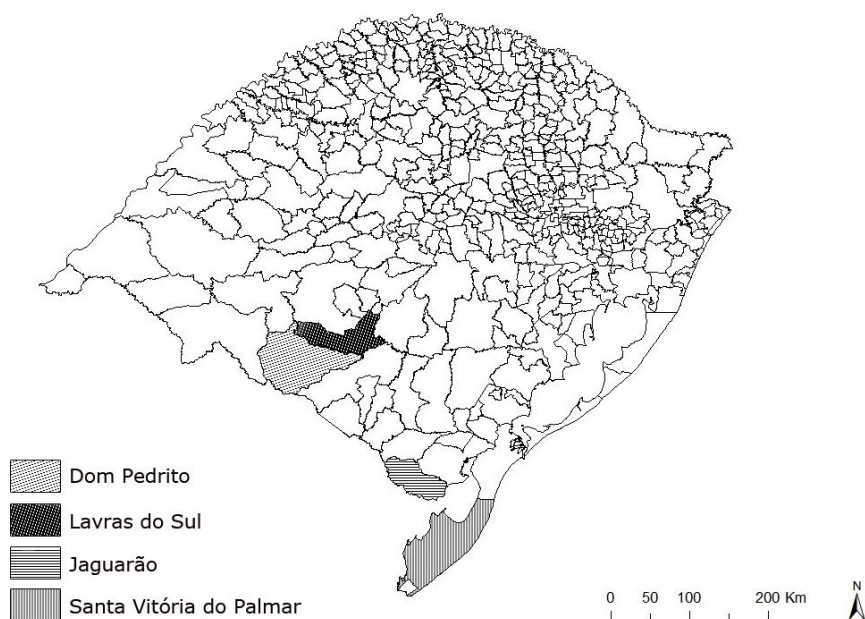 Dom Pedrito
Lavras do Sul
Jaguarão
Santa Vitória do Palmar
0 50 100 200 Km
N